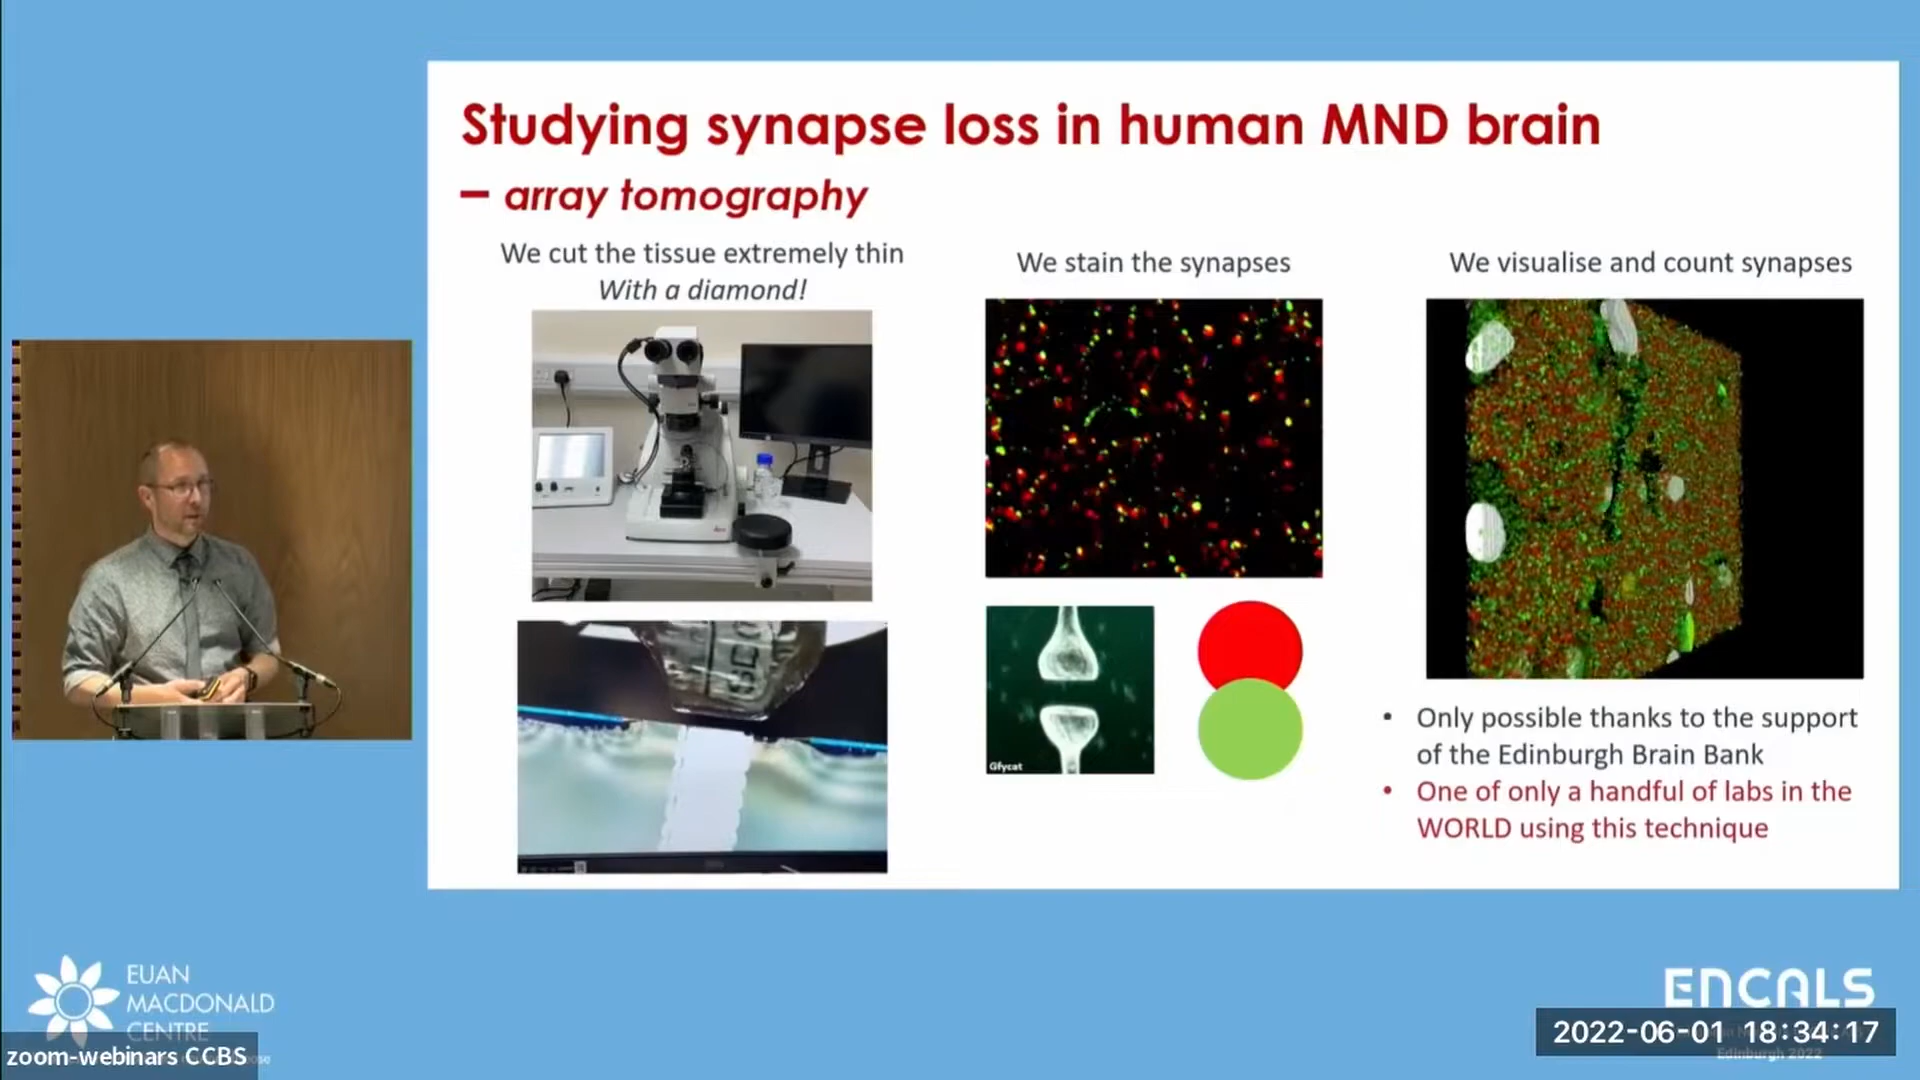 Studying synapse loss in human MND brain
– array tomography
We cut the tissue extremely thin
With a diamond!
We stain the synapses
Gfycat
We visualise and count synapses
• Only possible thanks to the support
of the Edinburgh Brain Bank
• One of only a handful of labs in the
WORLD using this technique
EUAN
MACDONALD
CENTRE
zoom-webinars CCBS
ENCALS
2022-06-01 18:34:17
Edinburgh 2022